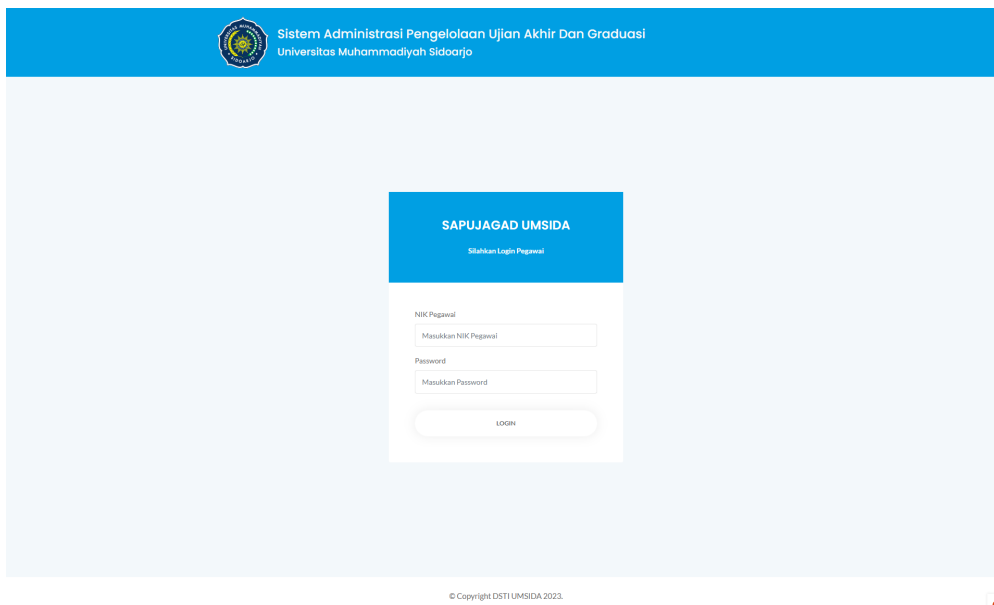 Sistem Administrasi Pengelolaan Ujian Akhir Dan Graduasi
Universitas Muhammadiyah Sidoarjo
SAPUJAGAD UMSIDA
Silahkan Login Pegawai
NIK Pegawai
Masukkan NIK Pegawai
Password
Masukkan Password
LOGIN
© Copyright DSTI UMSIDA 2023.